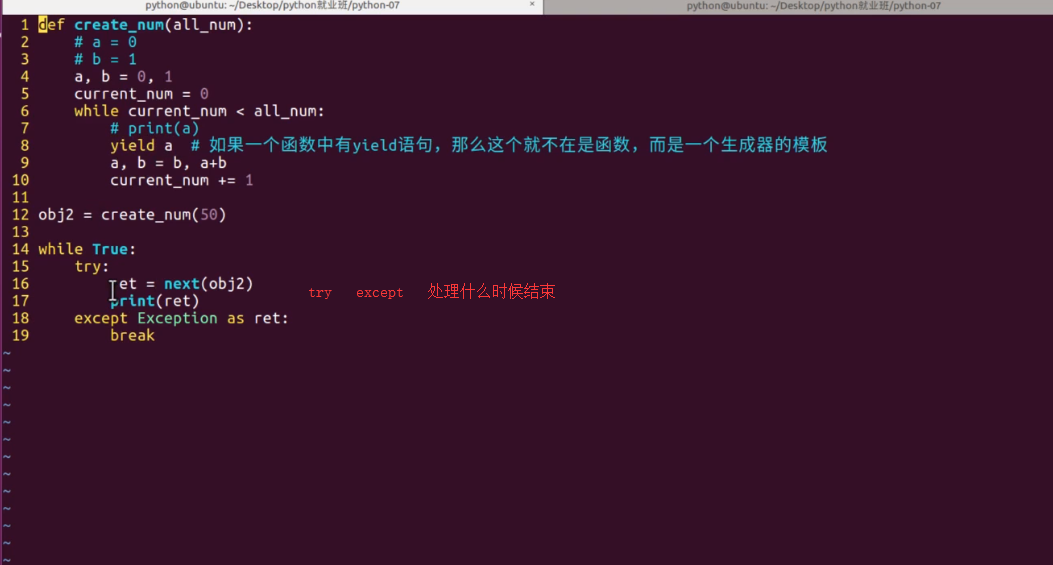 python@ubuntu: ~/Desktop/python就业班/python-07 × python@ubuntu: ~/Desktop/python就业班/python-07
1 def create_num(all_num):
2     # a = 0
3     # b = 1
4     a, b = 0, 1
5     current_num = 0
6     while current_num < all_num:
7         # print(a)
8         yield a  # 如果一个函数中有yield语句，那么这个就不在是函数，而是一个生成器的模板
9         a, b = b, a+b
10         current_num += 1
11
12 obj2 = create_num(50)
13
14 while True:
15     try:
16         ret = next(obj2)
17         print(ret)
try except 处理什么时候结束
18     except Exception as ret:
19         break
~
~
~
~
~
~
~
~
~
~
~
~
~